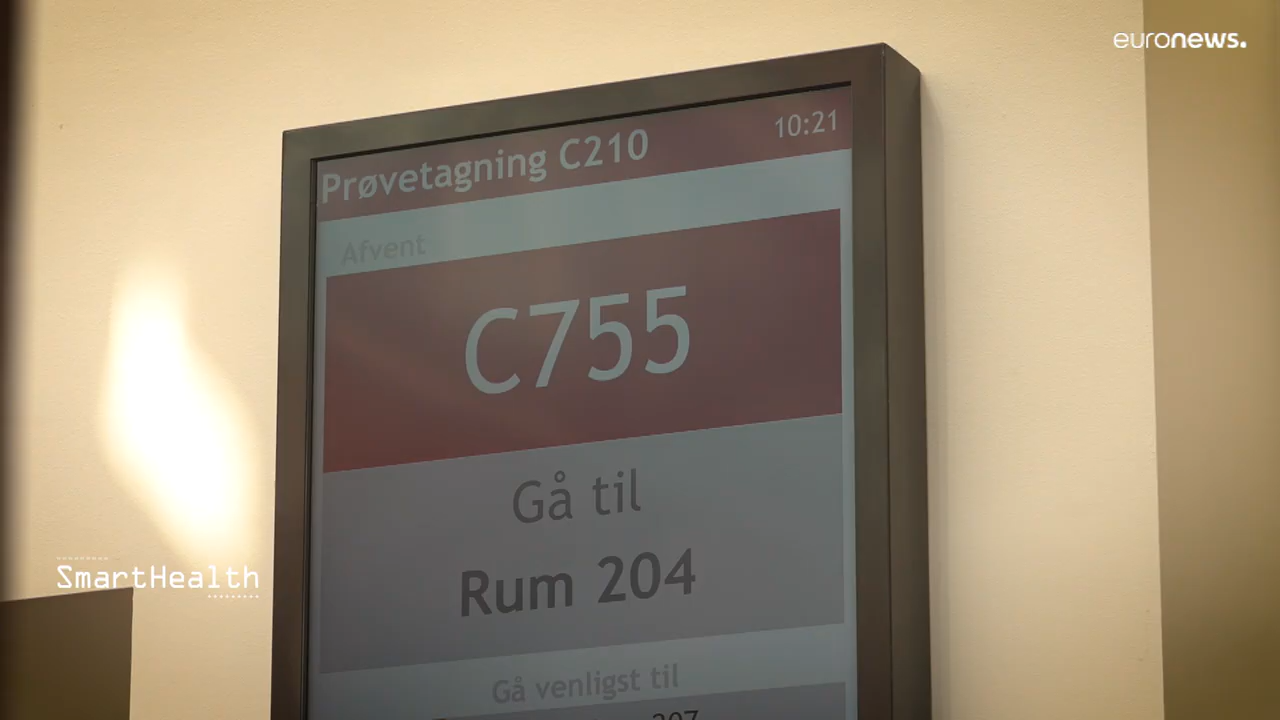 euronews.
Prøvetagning C210
10:21
Afvent
C755
Gå til
Rum 204
Gå venligst til
SmartHealth